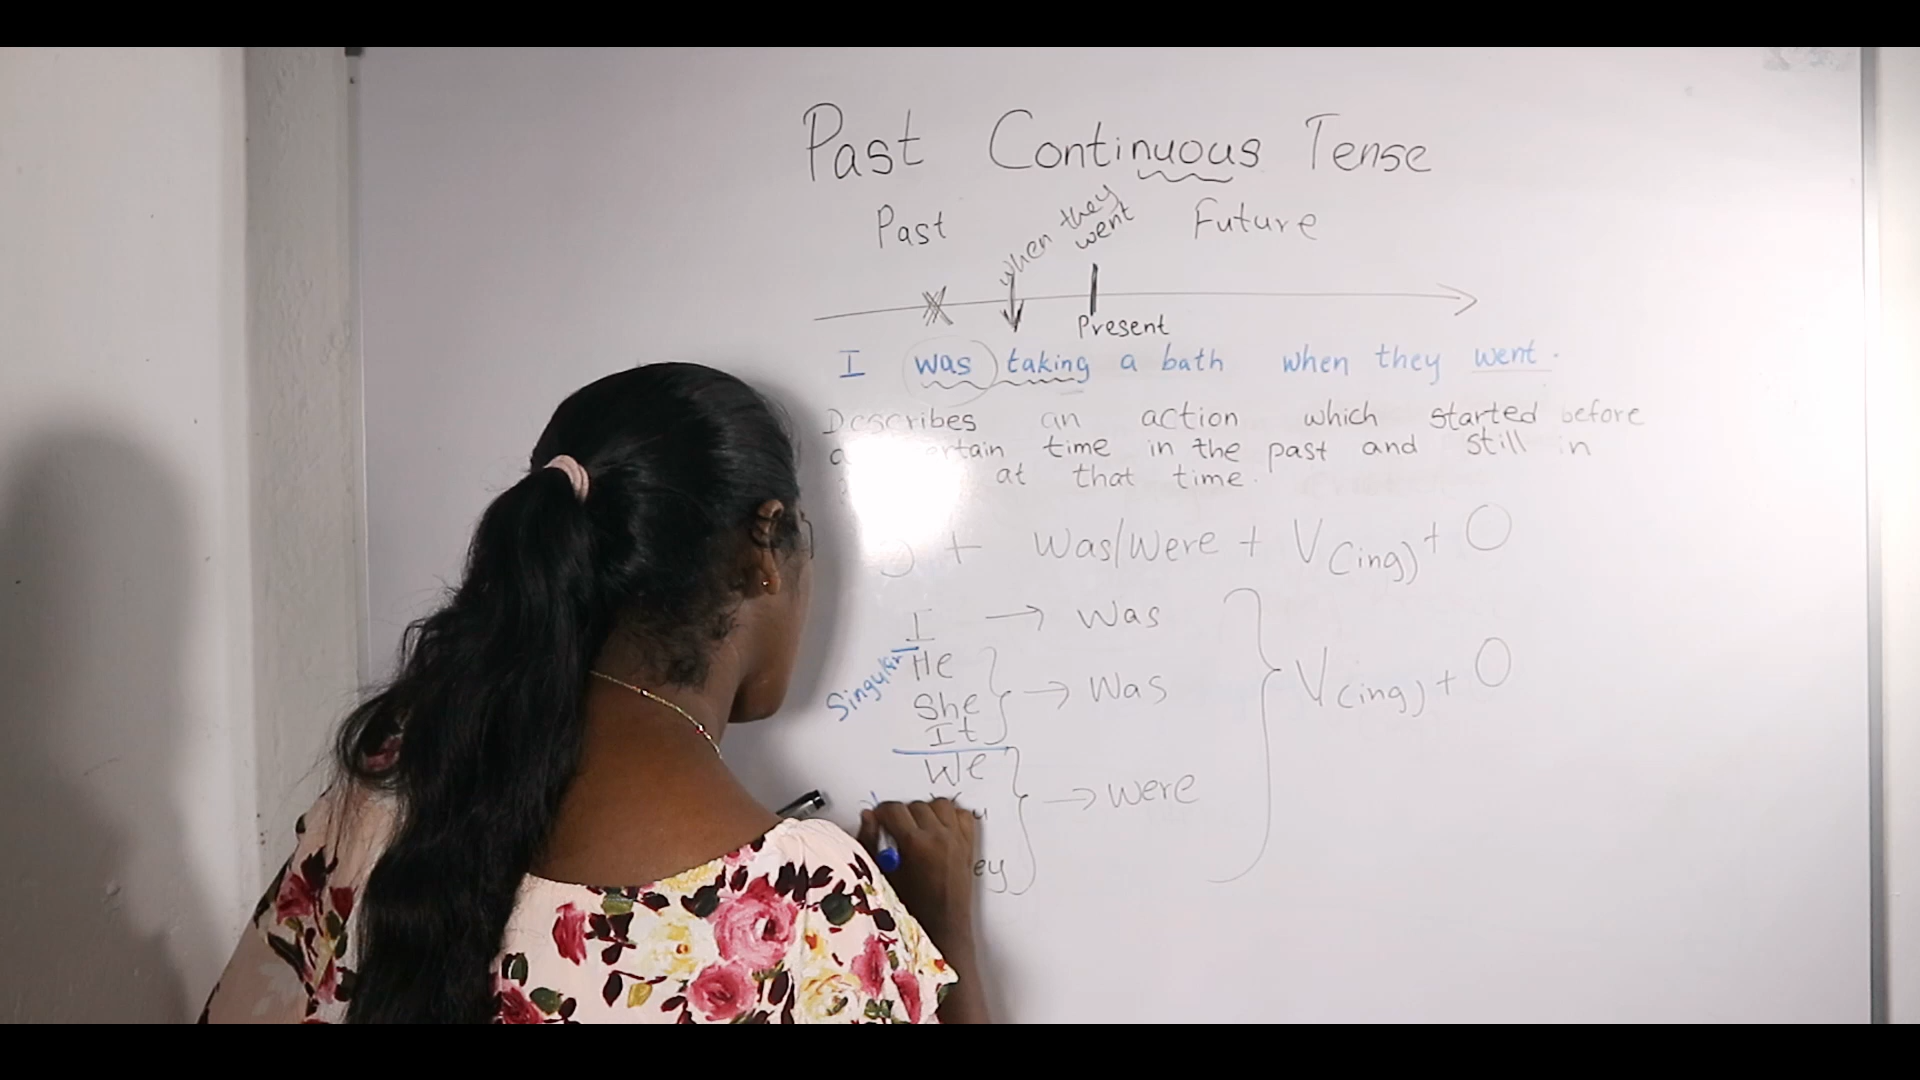 Past Continuous Tense
Past when they went Future
Present
I was taking a bath when they went.
Describes an action which started before
time in the past and still in
at that time.
+ Was/Were + V(ing) + O
I → Was
Singular
He
She → Was
It
V(ing) + O
We
→ Were